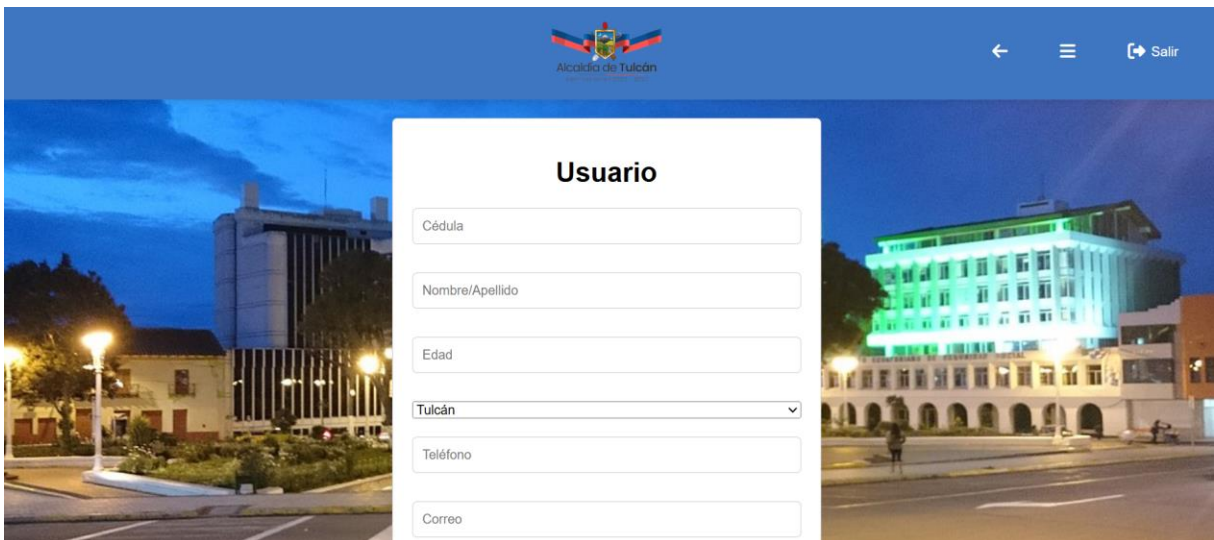 Alcaldía de Tulcán
Salir
Usuario
Cédula
Nombre/Apellido
Edad
Tulcán
Teléfono
Correo